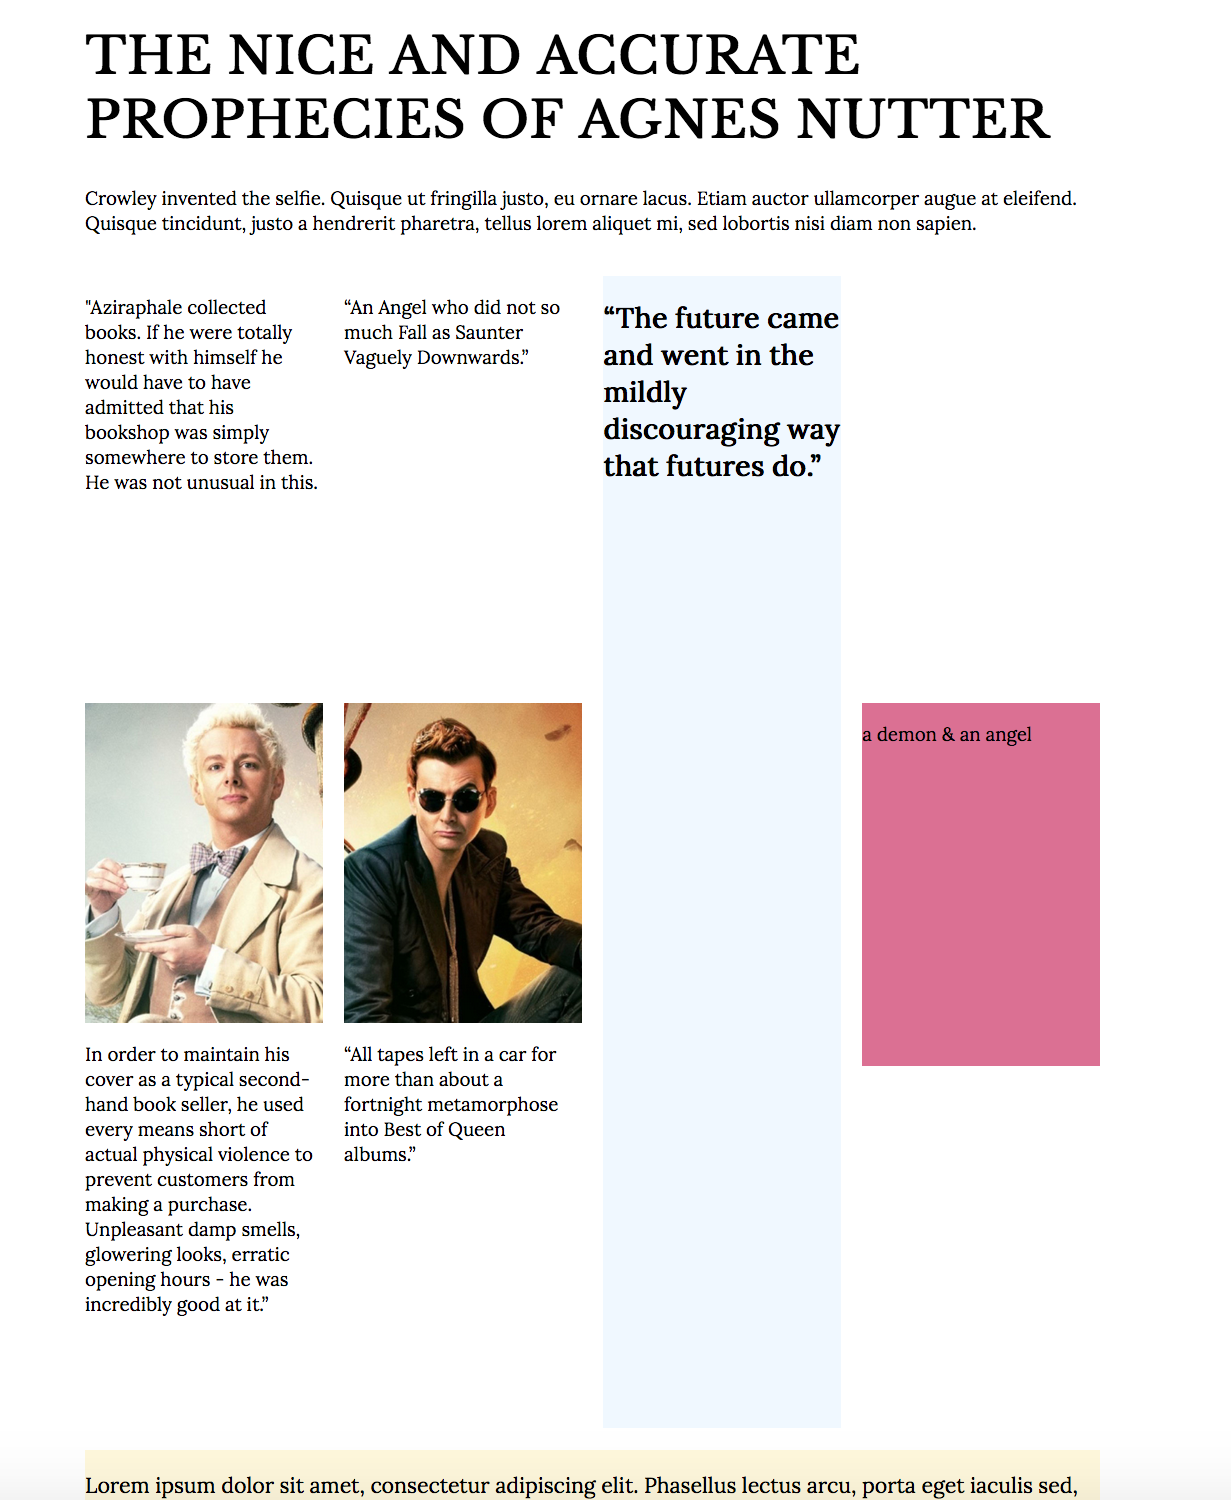 THE NICE AND ACCURATE
PROPHECIES OF AGNES NUTTER
Crowley invented the selfie. Quisque ut fringilla justo, eu ornare lacus. Etiam auctor ullamcorper augue at eleifend.
Quisque tincidunt, justo a hendrerit pharetra, tellus lorem aliquet mi, sed lobortis nisi diam non sapien.
"Aziraphale collected
books. If he were totally
honest with himself he
would have to have
admitted that his
bookshop was simply
somewhere to store them.
He was not unusual in this.
“An Angel who did not so
much Fall as Saunter
Vaguely Downwards.”
“The future came
and went in the
mildly
discouraging way
that futures do.”
a demon & an angel
In order to maintain his
cover as a typical second-
hand book seller, he used
every means short of
actual physical violence to
prevent customers from
making a purchase.
Unpleasant damp smells,
glowering looks, erratic
opening hours - he was
incredibly good at it.”
“All tapes left in a car for
more than about a
fortnight metamorphose
into Best of Queen
albums.”
Lorem ipsum dolor sit amet, consectetur adipiscing elit. Phasellus lectus arcu, porta eget iaculis sed,